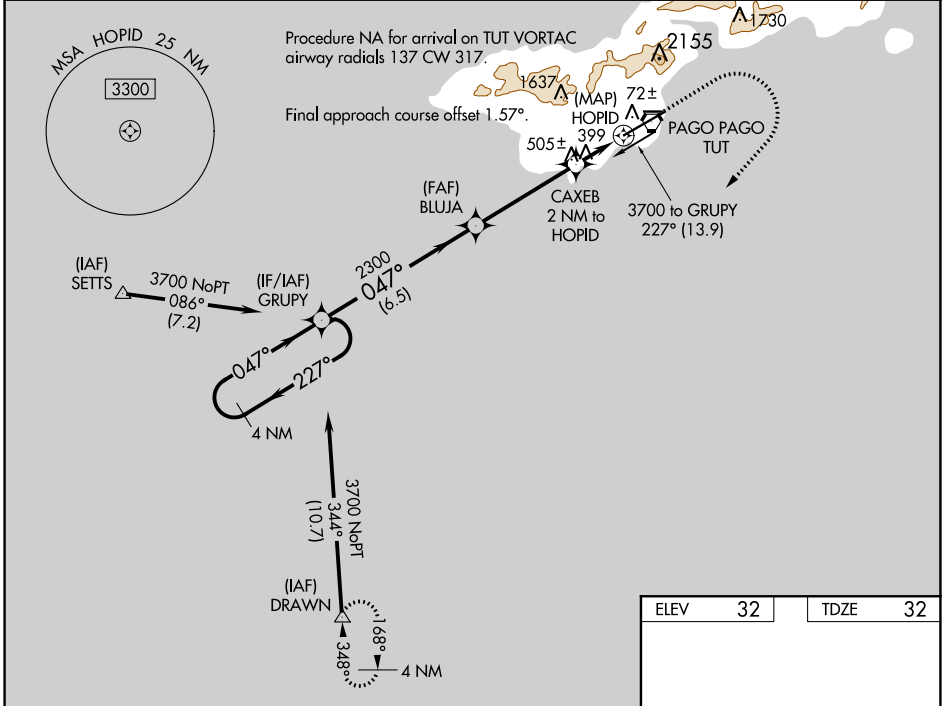 MSA HOPID 25 NM
3300
Procedure NA for arrival on TUT VORTAC
airway radials 137 CW 317.
Final approach course offset 1.57°.
1730
2155
1637
(MAP)
HOPID
72±
399
505±
PAGO PAGO
TUT
CAXEB
2 NM to
HOPID
3700 to GRUPY
227° (13.9)
(FAF)
BLUJA
(IAF)
SETTS
3700 NoPT
086°
(7.2)
(IF/IAF)
GRUPY
2300
047°
(6.5)
047°
227°
4 NM
3700 NoPT
344°
(10.7)
(IAF)
DRAWN
168°
348°
4 NM
ELEV 32
TDZE 32